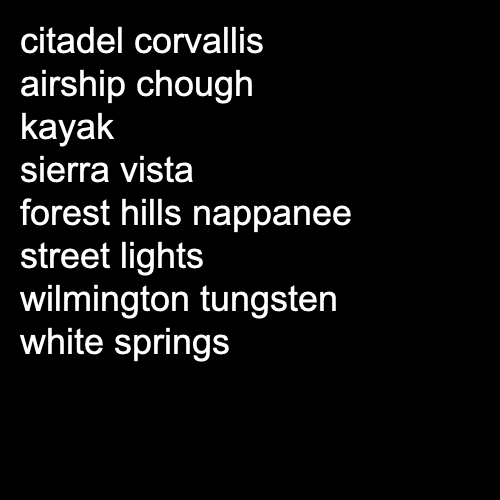 citadel corvallis
airship chough
kayak
sierra vista
forest hills nappanee
street lights
wilmington tungsten
white springs